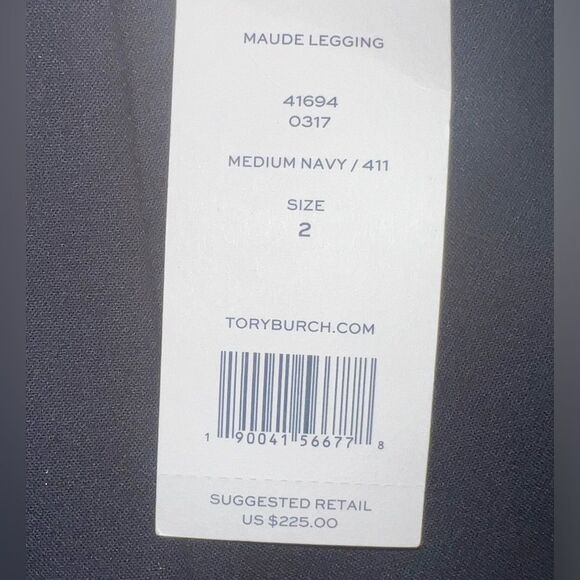 MAUDE LEGGING
41694
0317
MEDIUM NAVY / 411
SIZE
2
TORYBURCH.COM
1 90041 56677 8
SUGGESTED RETAIL
US $225.00